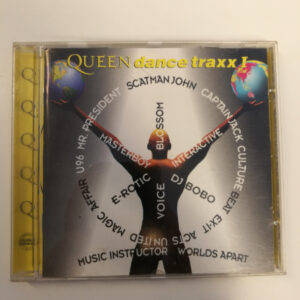 QUEEN dance traxx I
SCATMAN JOHN
MR. PRESIDENT
CAPTAIN JACK
U96
CULTURE BEAT
BLOSSOM
MASTERBOY
INTERACTIVE
E-ROTIC
DJ BOBO
VOICE
MAGIC AFFAIR
EXIT
ACTS UNITED
MUSIC INSTRUCTOR
WORLDS APART